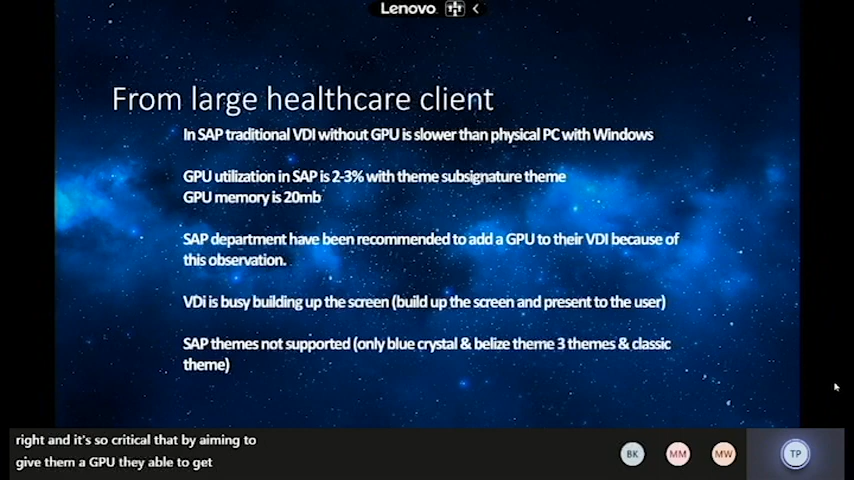 Lenovo
From large healthcare client
In SAP traditional VDI without GPU is slower than physical PC with Windows
GPU utilization in SAP is 2-3% with theme subsignature theme
GPU memory is 20mb
SAP department have been recommended to add a GPU to their VDI because of
this observation.
VDi is busy building up the screen (build up the screen and present to the user)
SAP themes not supported (only blue crystal & belize theme 3 themes & classic
theme)
right and it's so critical that by aiming to
give them a GPU they able to get
BK
MM
MW
TP